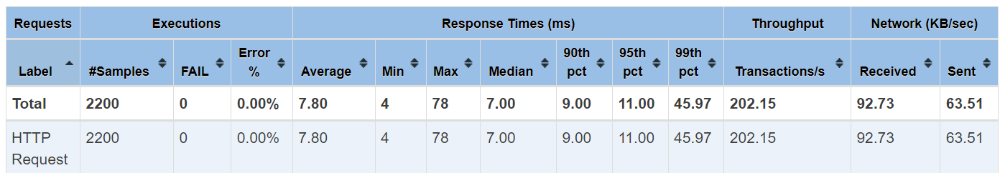 Requests Executions Response Times (ms) Throughput Network (KB/sec)
Label #Samples FAIL Error % Average Min Max Median 90th pct 95th pct 99th pct Transactions/s Received Sent
Total 2200 0 0.00% 7.80 4 78 7.00 9.00 11.00 45.97 202.15 92.73 63.51
HTTP Request 2200 0 0.00% 7.80 4 78 7.00 9.00 11.00 45.97 202.15 92.73 63.51